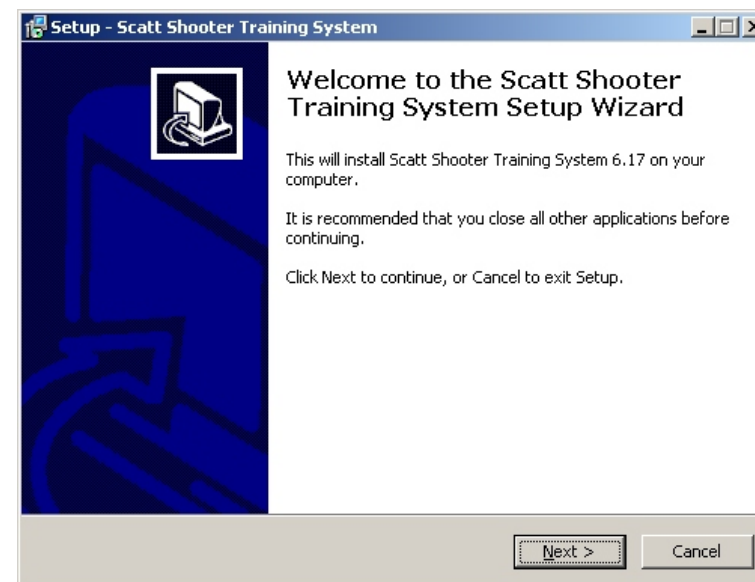 Setup - Scatt Shooter Training System
Welcome to the Scatt Shooter
Training System Setup Wizard
This will install Scatt Shooter Training System 6.17 on your
computer.
It is recommended that you close all other applications before
continuing.
Click Next to continue, or Cancel to exit Setup.
Next >
Cancel